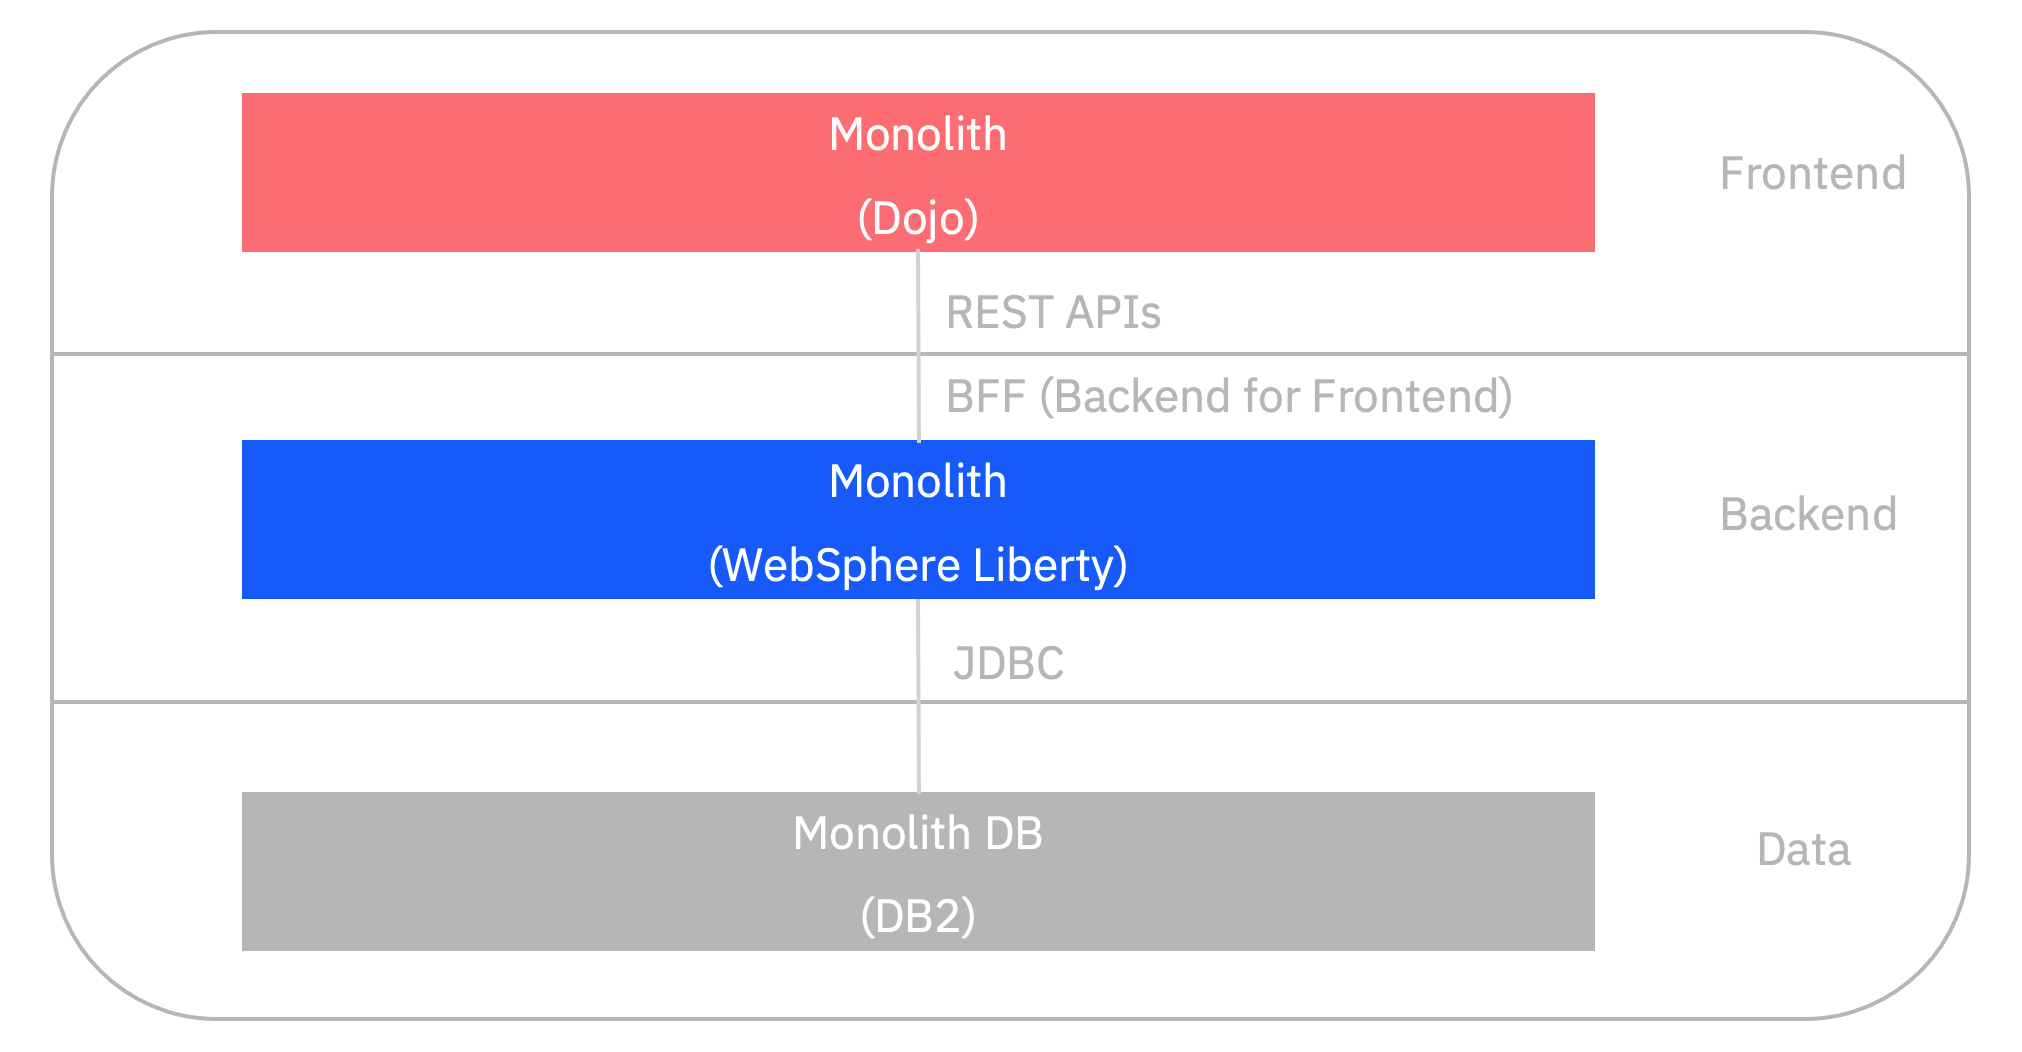 Monolith
(Dojo)
Frontend
REST APIs
BFF (Backend for Frontend)
Monolith
(WebSphere Liberty)
Backend
JDBC
Monolith DB
(DB2)
Data